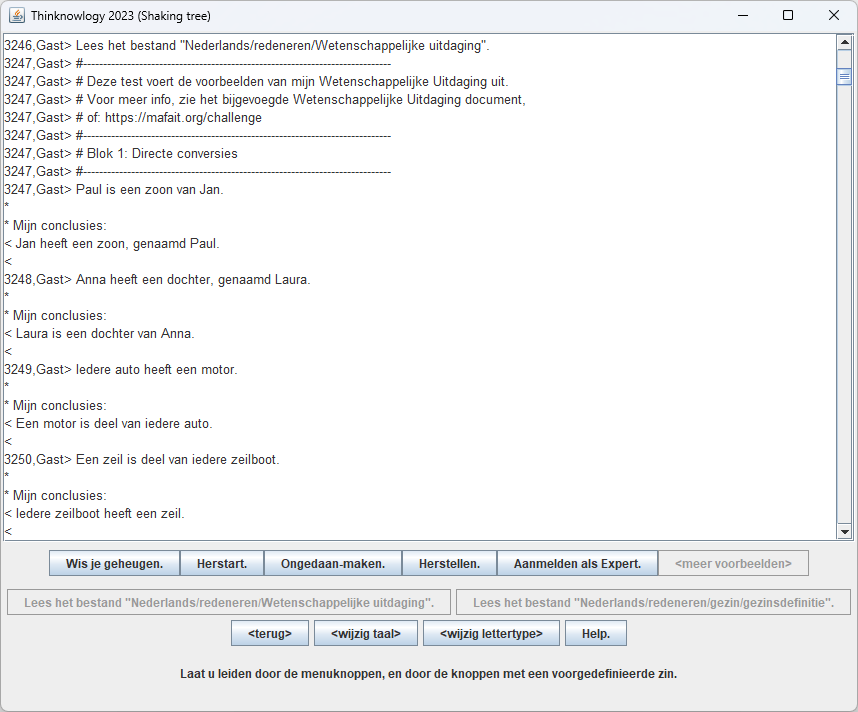 Thinknowlogy 2023 (Shaking tree)
3246,Gast> Lees het bestand "Nederlands/redeneren/Wetenschappelijke uitdaging".
3247,Gast> #-----------------------------------------------------------------------------
3247,Gast> # Deze test voert de voorbeelden van mijn Wetenschappelijke Uitdaging uit.
3247,Gast> # Voor meer info, zie het bijgevoegde Wetenschappelijke Uitdaging document,
3247,Gast> # of: https://mafait.org/challenge
3247,Gast> #-----------------------------------------------------------------------------
3247,Gast> # Blok 1: Directe conversies
3247,Gast> #-----------------------------------------------------------------------------
3247,Gast> Paul is een zoon van Jan.
*
* Mijn conclusies:
< Jan heeft een zoon, genaamd Paul.
<
3248,Gast> Anna heeft een dochter, genaamd Laura.
*
* Mijn conclusies:
< Laura is een dochter van Anna.
<
3249,Gast> Iedere auto heeft een motor.
*
* Mijn conclusies:
< Een motor is deel van iedere auto.
<
3250,Gast> Een zeil is deel van iedere zeilboot.
*
* Mijn conclusies:
< Iedere zeilboot heeft een zeil.
<
Wis je geheugen. Herstart. Ongedaan-maken. Herstellen. Aanmelden als Expert. <meer voorbeelden>
Lees het bestand "Nederlands/redeneren/Wetenschappelijke uitdaging". Lees het bestand "Nederlands/redeneren/gezin/gezinsdefinitie".
<terug> <wijzig taal> <wijzig lettertype> Help.
Laat u leiden door de menuknoppen, en door de knoppen met een voorgedefinieerde zin.